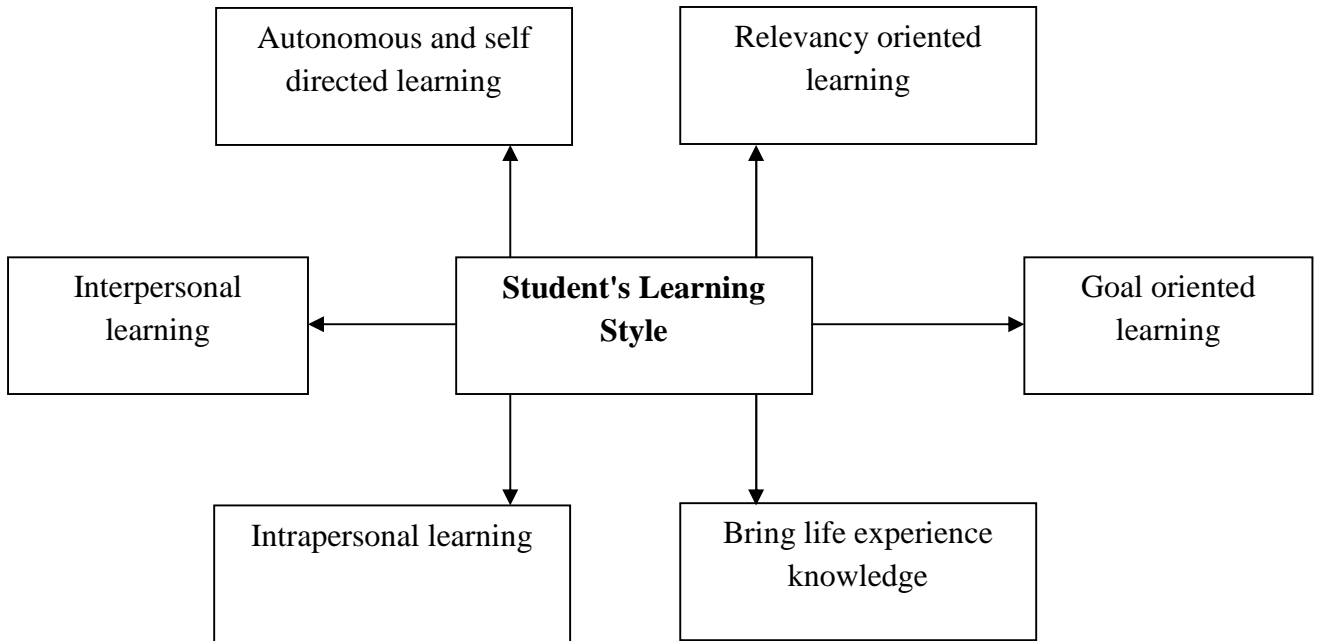 Autonomous and self
directed learning
Relevancy oriented
learning
Interpersonal
learning
Student's Learning
Style
Goal oriented
learning
Intrapersonal learning
Bring life experience
knowledge